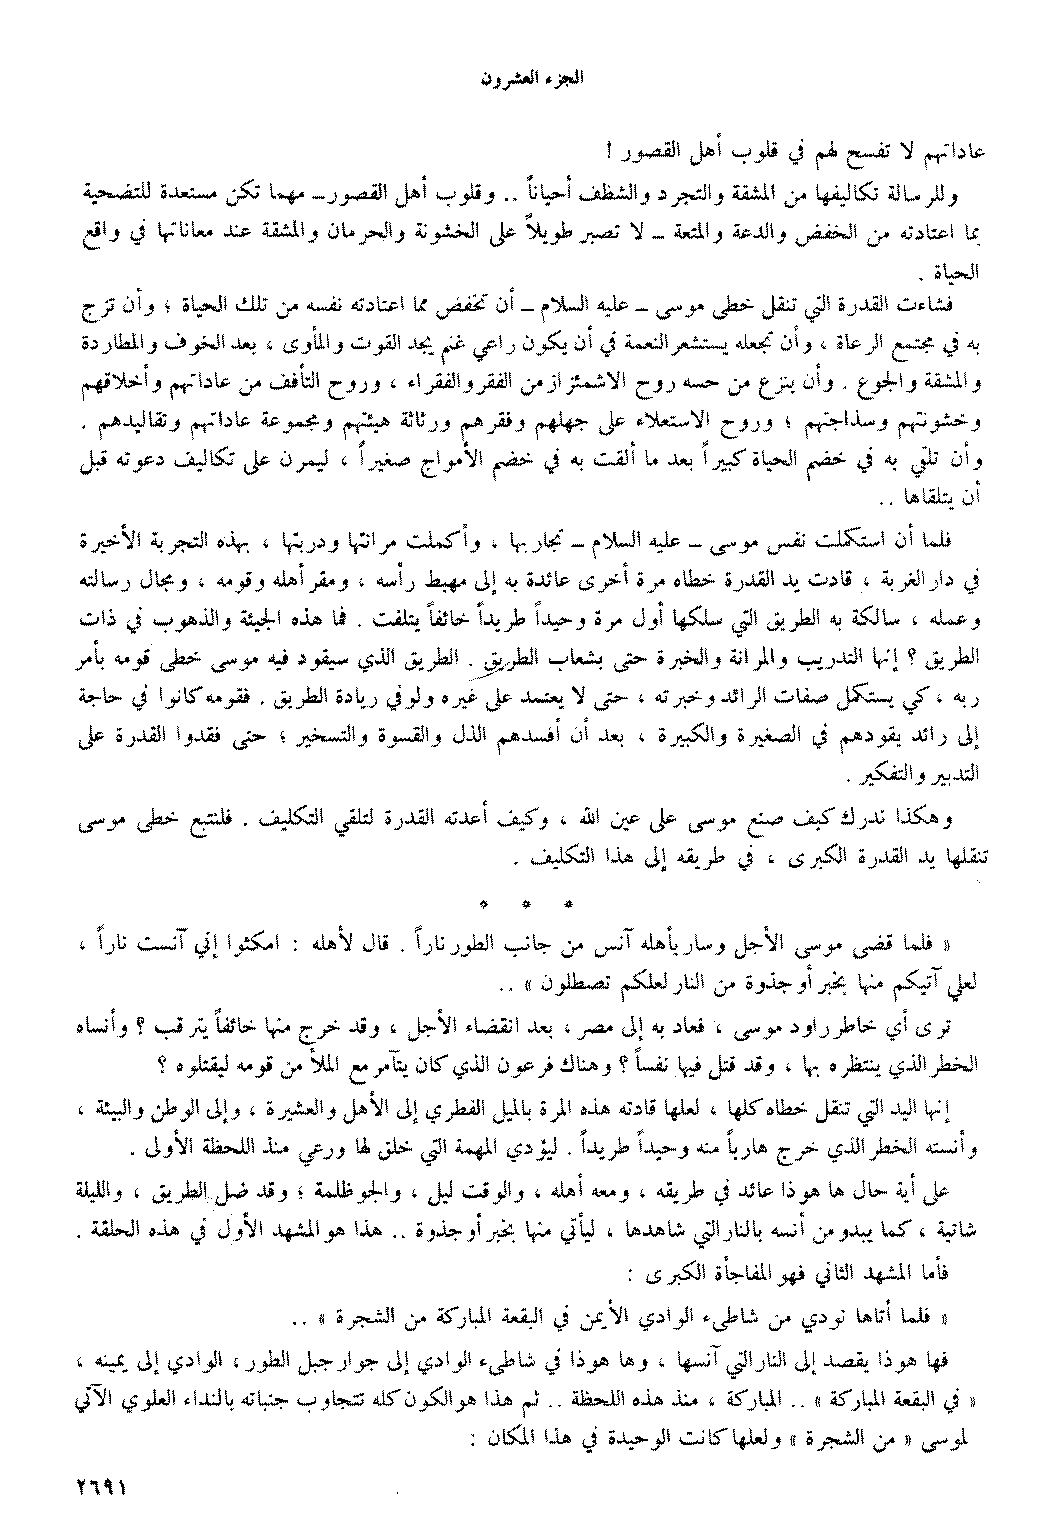 الجزء العشرون
عاداتهم لا تفسح لهم في قلوب أهل القصور !
وللرسالة تكاليفها من المشقة والتجرد والشظف أحياناً .. وقلوب أهل القصور – مهما تكن مستعدة للتضحية
بما اعتادته من الخفض والدعة والمتعة – لا تصبر طويلاً على الخشونة والحرمان والمشقة عند معاناتها في واقع
الحياة .
فشاءت القدرة التي تنقل خطى موسى – عليه السلام – أن تخفض مما اعتادته نفسه من تلك الحياة ؛ وأن تزج
به في مجتمع الرعاة ، وأن تجعله يستشعر النعمة في أن يكون راعي غنم يجد القوت والمأوى ، بعد الخوف والمطاردة
والمشقة والجوع . وأن ينزع من حسه روح الاشمئزاز من الفقر والفقراء ، وروح التأفف من عاداتهم وأخلاقهم
وخشونتهم وسذاجتهم ؛ وروح الاستعلاء على جهلهم وفقرهم ورثاثة هيئتهم ومجموعة عاداتهم وتقاليدهم .
وأن تلقي به في خضم الحياة كبيراً بعد ما ألقت به في خضم الأمواج صغيراً ، ليمرن على تكاليف دعوته قبل
أن يتلقاها ..
فلما أن استكملت نفس موسى – عليه السلام – تجاربها ، وأكملت مرانتها ودربتها ، بهذه التجربة الأخيرة
في دار الغربة ، قادت يد القدرة خطاه مرة أخرى عائدة به إلى مهبط رأسه ، ومقر أهله وقومه ، ومجال رسالته
وعمله ، سالكة به الطريق التي سلكها أول مرة وحيداً طريداً خائفاً يتلفت . فما هذه الجيئة والذهوب في ذات
الطريق ؟ إنها التدريب والمرانة والخبرة حتى بشعاب الطريق . الطريق الذي سيقود فيه موسى خطى قومه بأمر
ربه ، كي يستكمل صفات الرائد وخبرته ، حتى لا يعتمد على غيره ولو في ريادة الطريق . فقومه كانوا في حاجة
إلى رائد يقودهم في الصغيرة والكبيرة ، بعد أن أفسدهم الذل والقسوة والتسخير ؛ حتى فقدوا القدرة على
التدبير والتفكير .
وهكذا ندرك كيف صنع موسى على عين الله ، وكيف أعدته القدرة لتلقي التكليف . فلنتبع خطى موسى
تنقلها يد القدرة الكبرى ، في طريقه إلى هذا التكليف .
* * *
« فلما قضى موسى الأجل وسار بأهله آنس من جانب الطور ناراً . قال لأهله : امكثوا إني آنست ناراً ،
لعلي آتيكم منها بخبر أو جذوة من النار لعلكم تصطلون » ..
ترى أي خاطر راود موسى ، فعاد به إلى مصر ، بعد انقضاء الأجل ، وقد خرج منها خائفاً يترقب ؟ وأنساه
الخطر الذي ينتظره بها ، وقد قتل فيها نفساً ؟ وهناك فرعون الذي كان يتآمر مع الملأ من قومه ليقتلوه ؟
إنها اليد التي تنقل خطاه كلها ، لعلها قادته هذه المرة بالميل الفطري إلى الأهل والعشيرة ، وإلى الوطن والبيئة ،
وأنسته الخطر الذي خرج هارباً منه وحيداً طريداً . ليؤدي المهمة التي خلق لها ورعي منذ اللحظة الأولى .
على أية حال ها هو ذا عائد في طريقه ، ومعه أهله ، والوقت ليل ، والجو ظلمة ؛ وقد ضل الطريق ، والليلة
شاتية ، كما يبدو من أنسه بالنار التي شاهدها ، ليأتي منها بخبر أو جذوة .. هذا هو المشهد الأول في هذه الحلقة .
فأما المشهد الثاني فهو المفاجأة الكبرى :
« فلما أتاها نودي من شاطىء الوادي الأيمن في البقعة المباركة من الشجرة » ..
فها هو ذا يقصد إلى النار التي آنسها ، وها هو ذا في شاطىء الوادي إلى جوار جبل الطور ، الوادي إلى يمينه ،
« في البقعة المباركة » .. المباركة ، منذ هذه اللحظة .. ثم هذا هو الكون كله تتجاوب جنباته بالنداء العلوي الآتي
لموسى « من الشجرة » ولعلها كانت الوحيدة في هذا المكان :
٢٦٩١